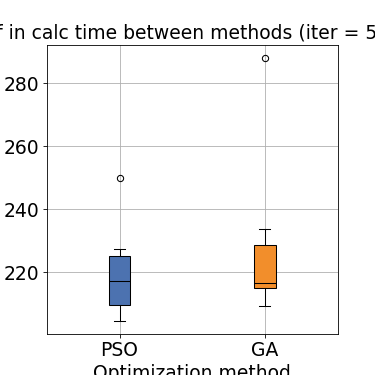 in calc time between methods (iter = 5
280
260
240
220
PSO GA
Optimization method